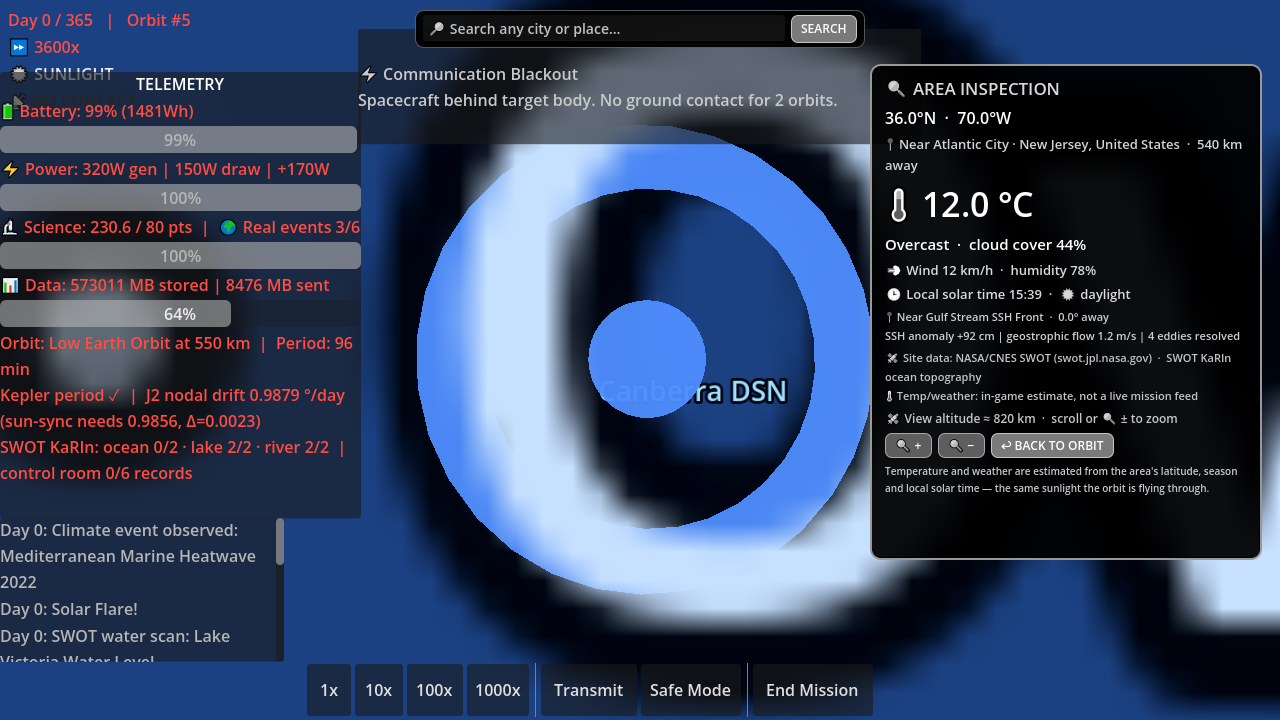 Day 0 / 365 | Orbit #5
3600x
SUNLIGHT
Search any city or place...
SEARCH
Communication Blackout
Spacecraft behind target body. No ground contact for 2 orbits.
TELEMETRY
Battery: 99% (1481Wh)
99%
Power: 320W gen | 150W draw | +170W
100%
Science: 230.6 / 80 pts | Real events 3/6
100%
Data: 573011 MB stored | 8476 MB sent
64%
Orbit: Low Earth Orbit at 550 km | Period: 96
min
Kepler period ✓ | J2 nodal drift 0.9879 °/day
(sun-sync needs 0.9856, Δ=0.0023)
SWOT KaRIn: ocean 0/2 · lake 2/2 · river 2/2 |
control room 0/6 records
Day 0: Climate event observed:
Mediterranean Marine Heatwave
2022
Day 0: Solar Flare!
Day 0: SWOT water scan: Lake
Victoria Water Level
Canberra DSN
AREA INSPECTION
36.0°N · 70.0°W
Near Atlantic City · New Jersey, United States · 540 km
away
12.0 °C
Overcast · cloud cover 44%
Wind 12 km/h · humidity 78%
Local solar time 15:39 · daylight
Near Gulf Stream SSH Front · 0.0° away
SSH anomaly +92 cm | geostrophic flow 1.2 m/s | 4 eddies resolved
Site data: NASA/CNES SWOT (swot.jpl.nasa.gov) · SWOT KaRIn
ocean topography
Temp/weather: in-game estimate, not a live mission feed
View altitude ≈ 820 km · scroll or 🔍 ± to zoom
🔍 + 🔍 − ↩ BACK TO ORBIT
Temperature and weather are estimated from the area's latitude, season
and local solar time — the same sunlight the orbit is flying through.
1x 10x 100x 1000x Transmit Safe Mode End Mission